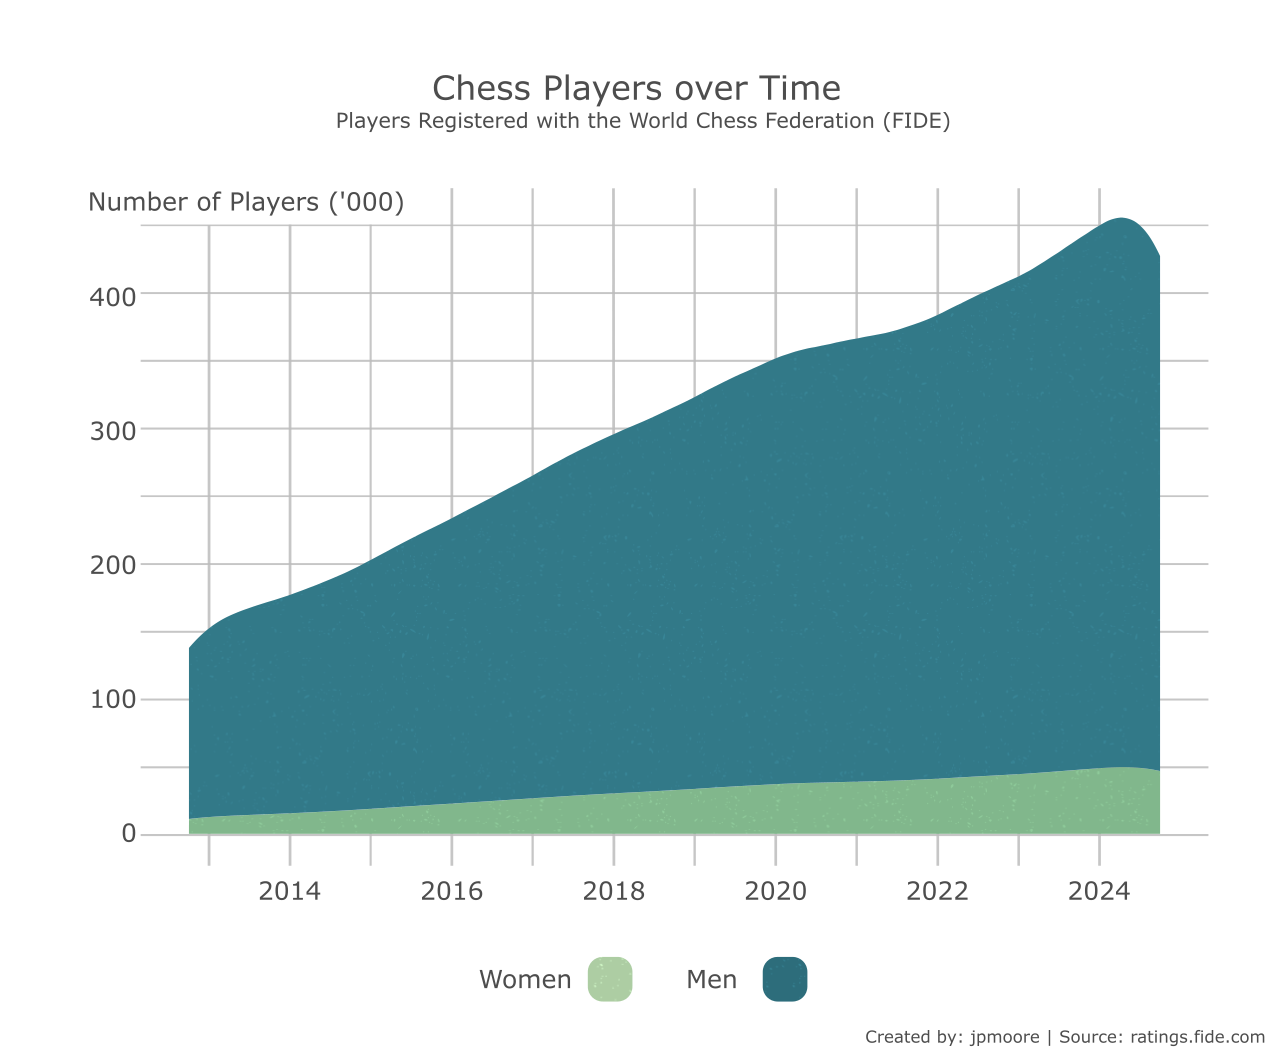 Chess Players over Time
Players Registered with the World Chess Federation (FIDE)
Number of Players ('000)
400
300
200
100
0
2014 2016 2018 2020 2022 2024
Women Men
Created by: jpmoore | Source: ratings.fide.com